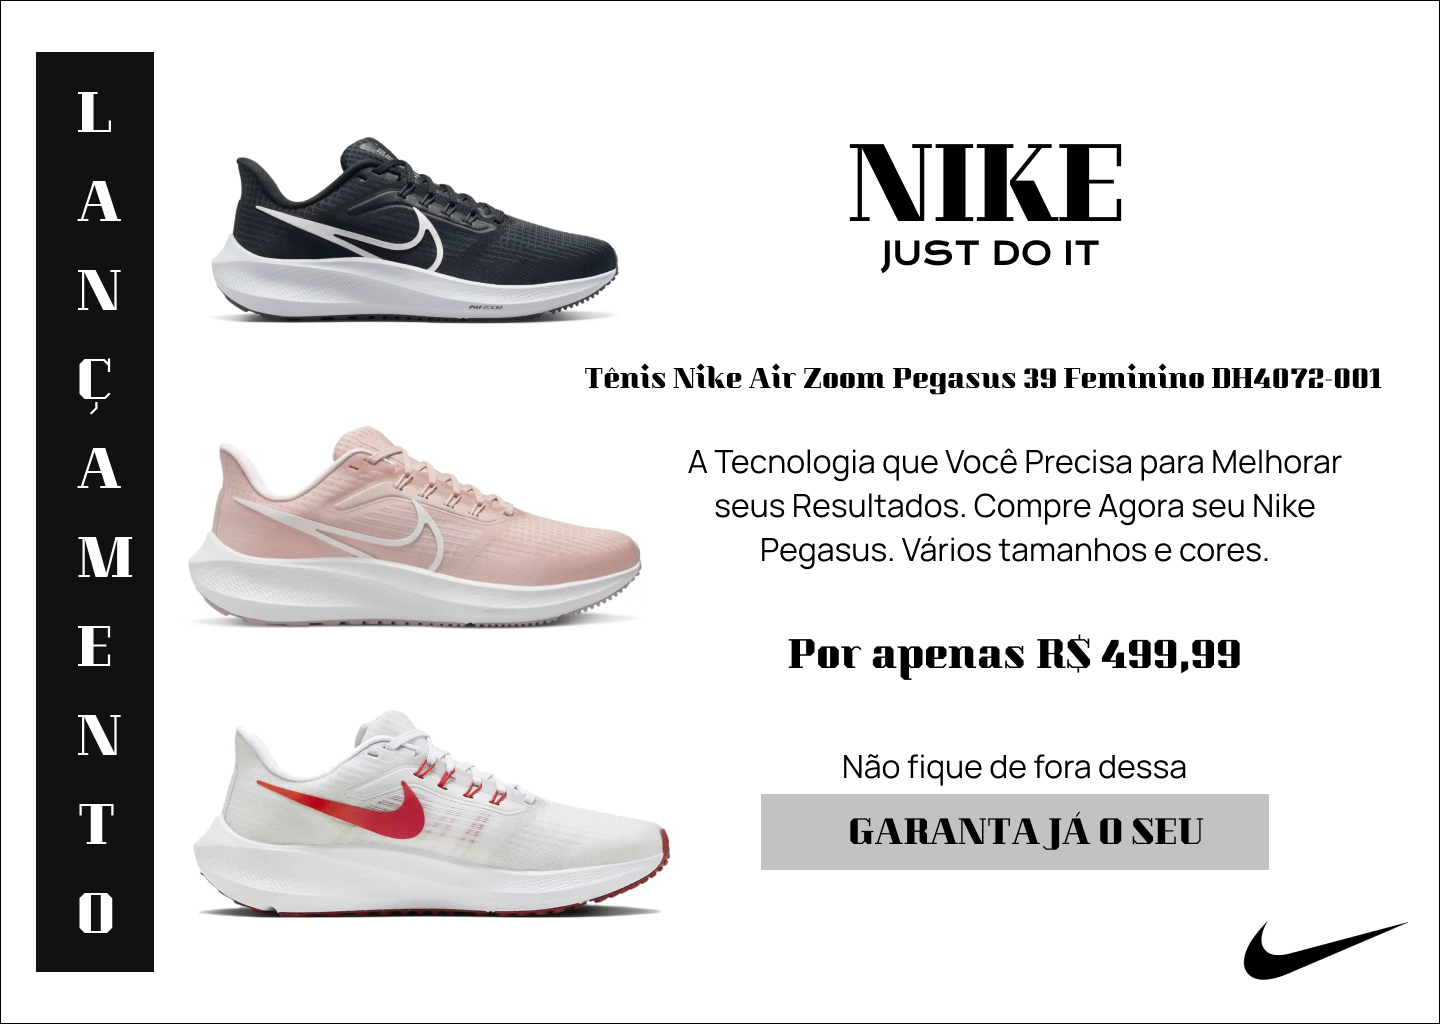 LANÇAMENTO
NIKE
JUST DO IT
Tênis Nike Air Zoom Pegasus 39 Feminino DH4072-001
A Tecnologia que Você Precisa para Melhorar
seus Resultados. Compre Agora seu Nike
Pegasus. Vários tamanhos e cores.
Por apenas R$ 499,99
Não fique de fora dessa
GARANTA JÁ O SEU